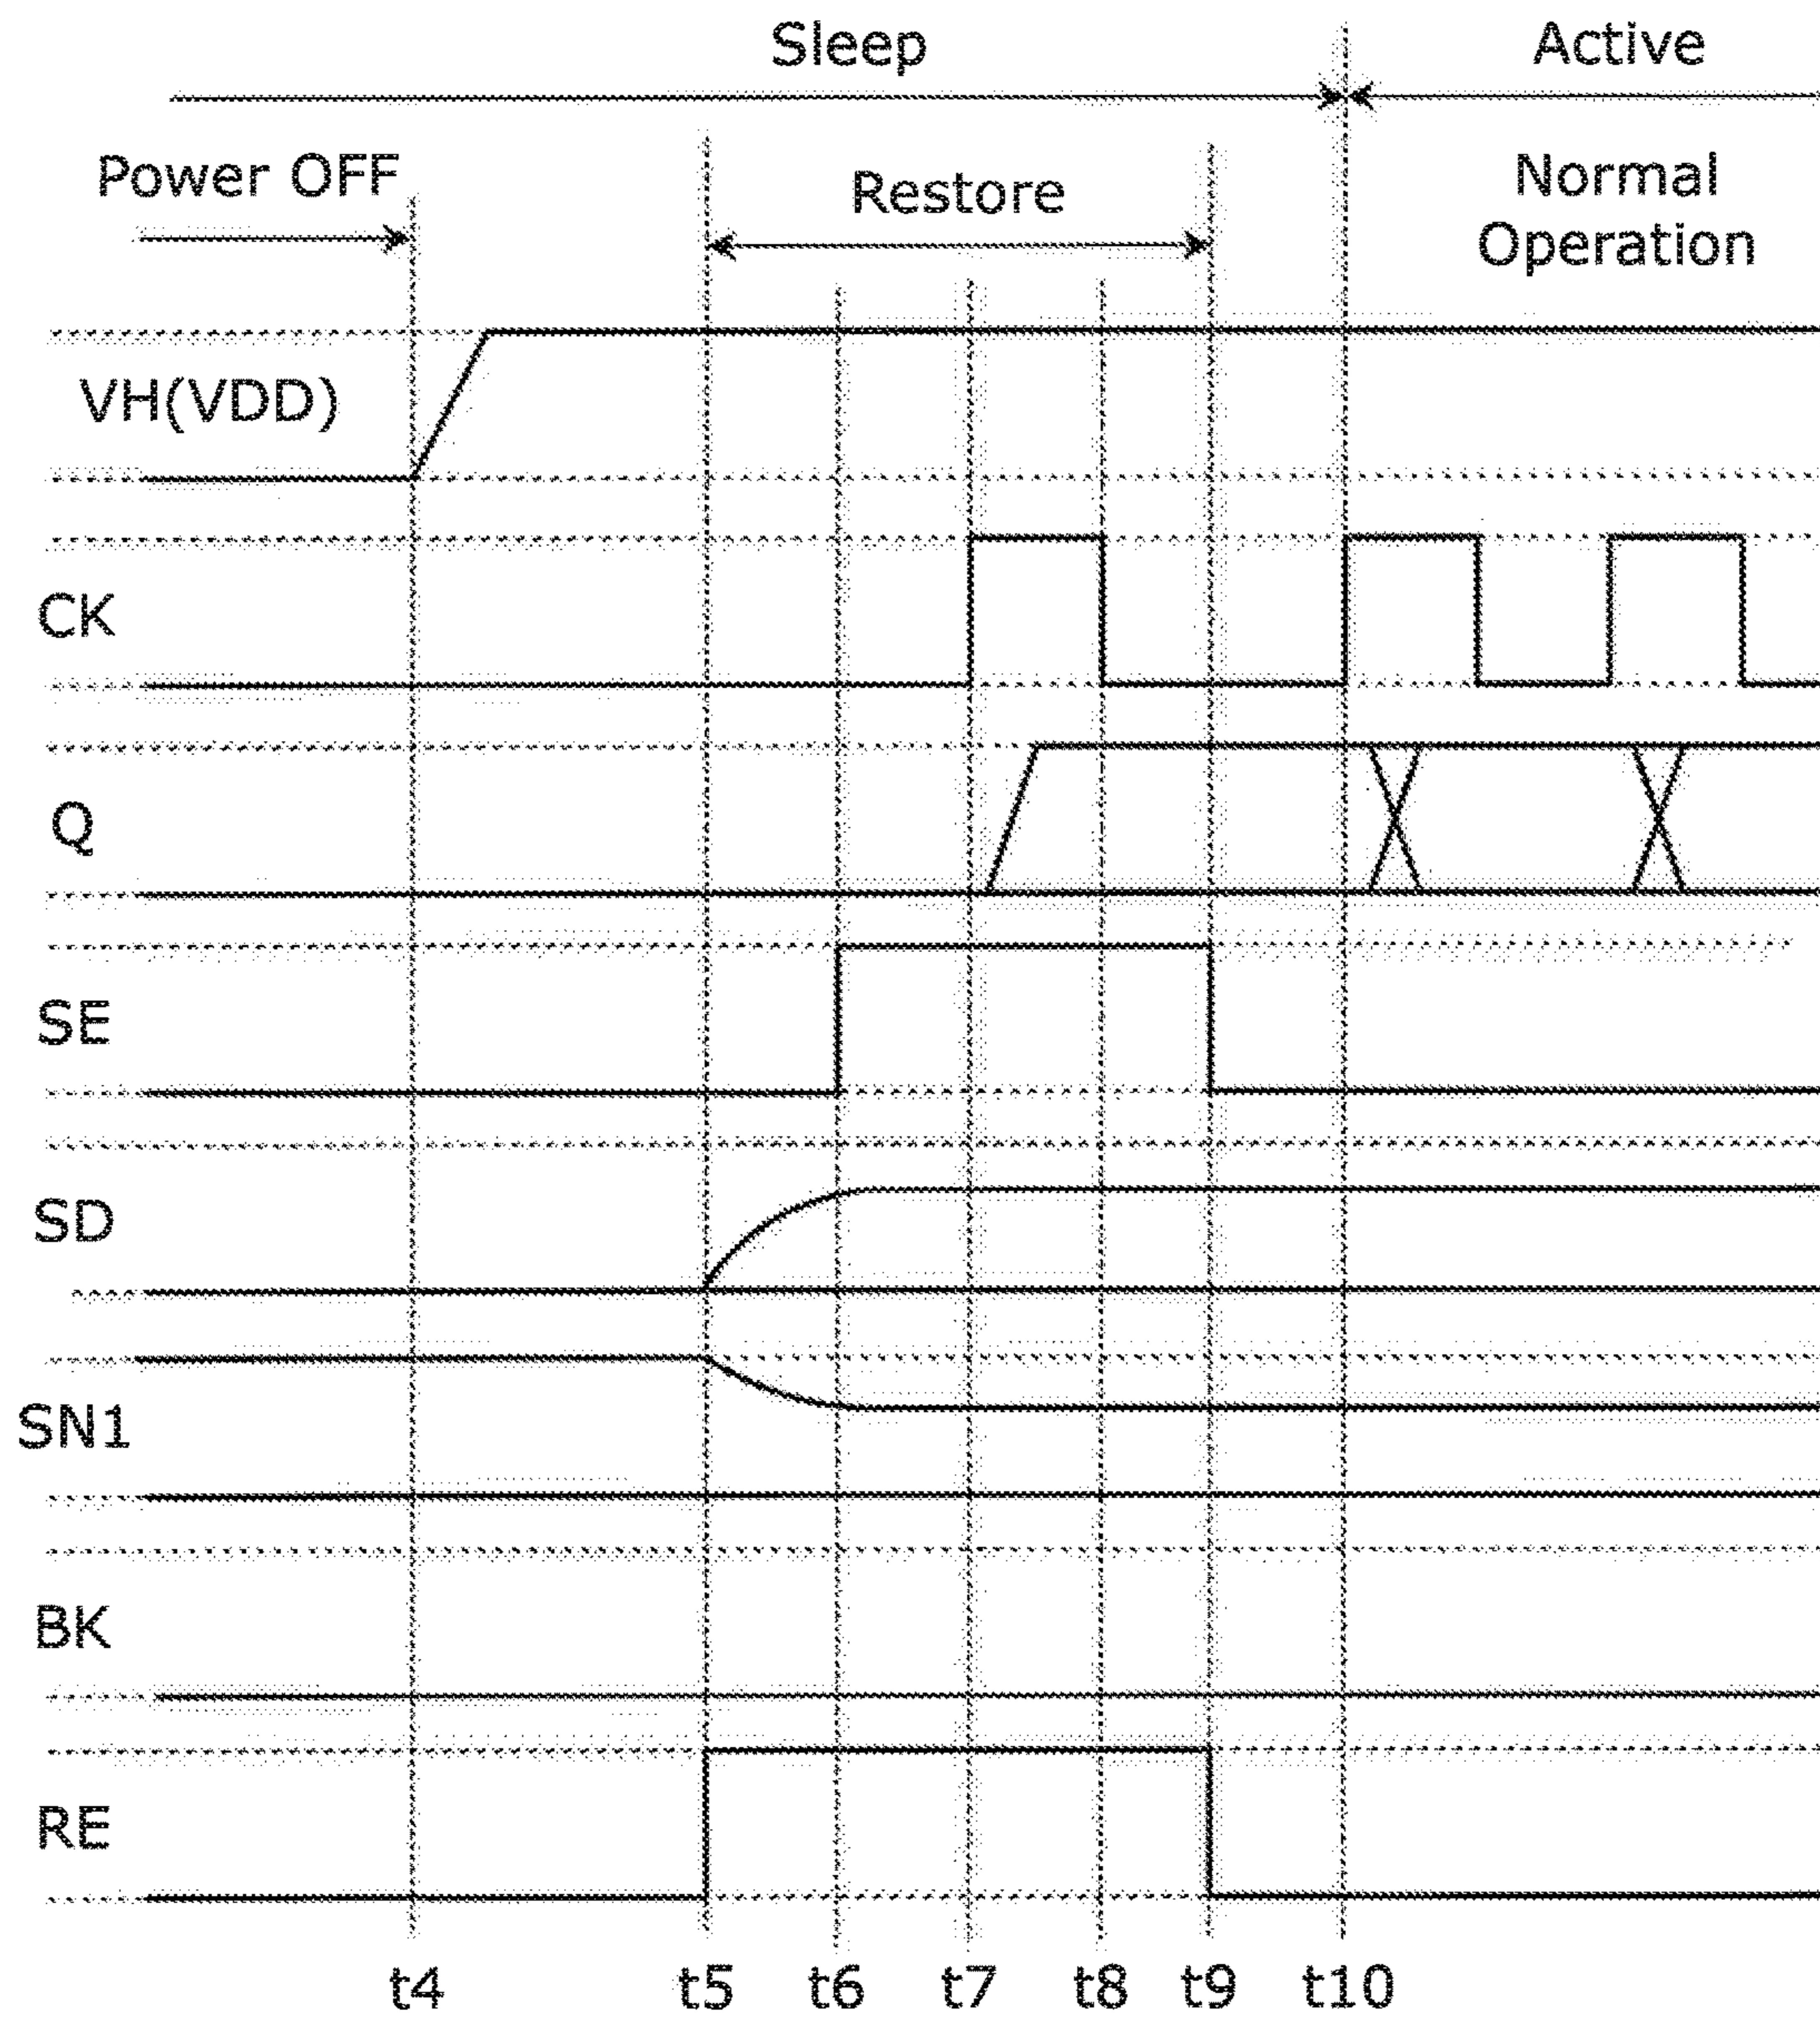 Sleep
Active
Power OFF
Restore
Normal
Operation
VH(VDD)
CK
Q
SE
SD
SN1
BK
RE
t4
t5
t6
t7
t8
t9
t10